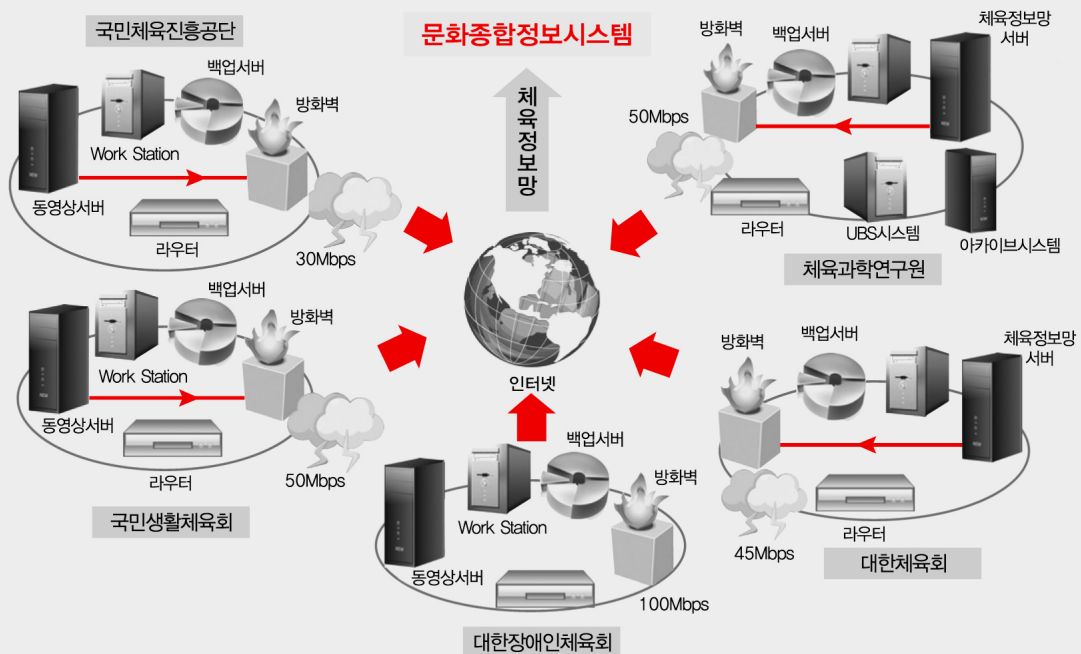 국민체육진흥공단
백업서버
방화벽
Work Station
동영상서버
라우터
30Mbps
문화종합정보시스템
체육정보망
인터넷
방화벽
백업서버
체육정보망
서버
50Mbps
라우터
UBS시스템
아카이브시스템
체육과학연구원
백업서버
방화벽
Work Station
동영상서버
라우터
50Mbps
국민생활체육회
백업서버
방화벽
Work Station
동영상서버
100Mbps
대한장애인체육회
방화벽
백업서버
체육정보망
서버
45Mbps
라우터
대한체육회